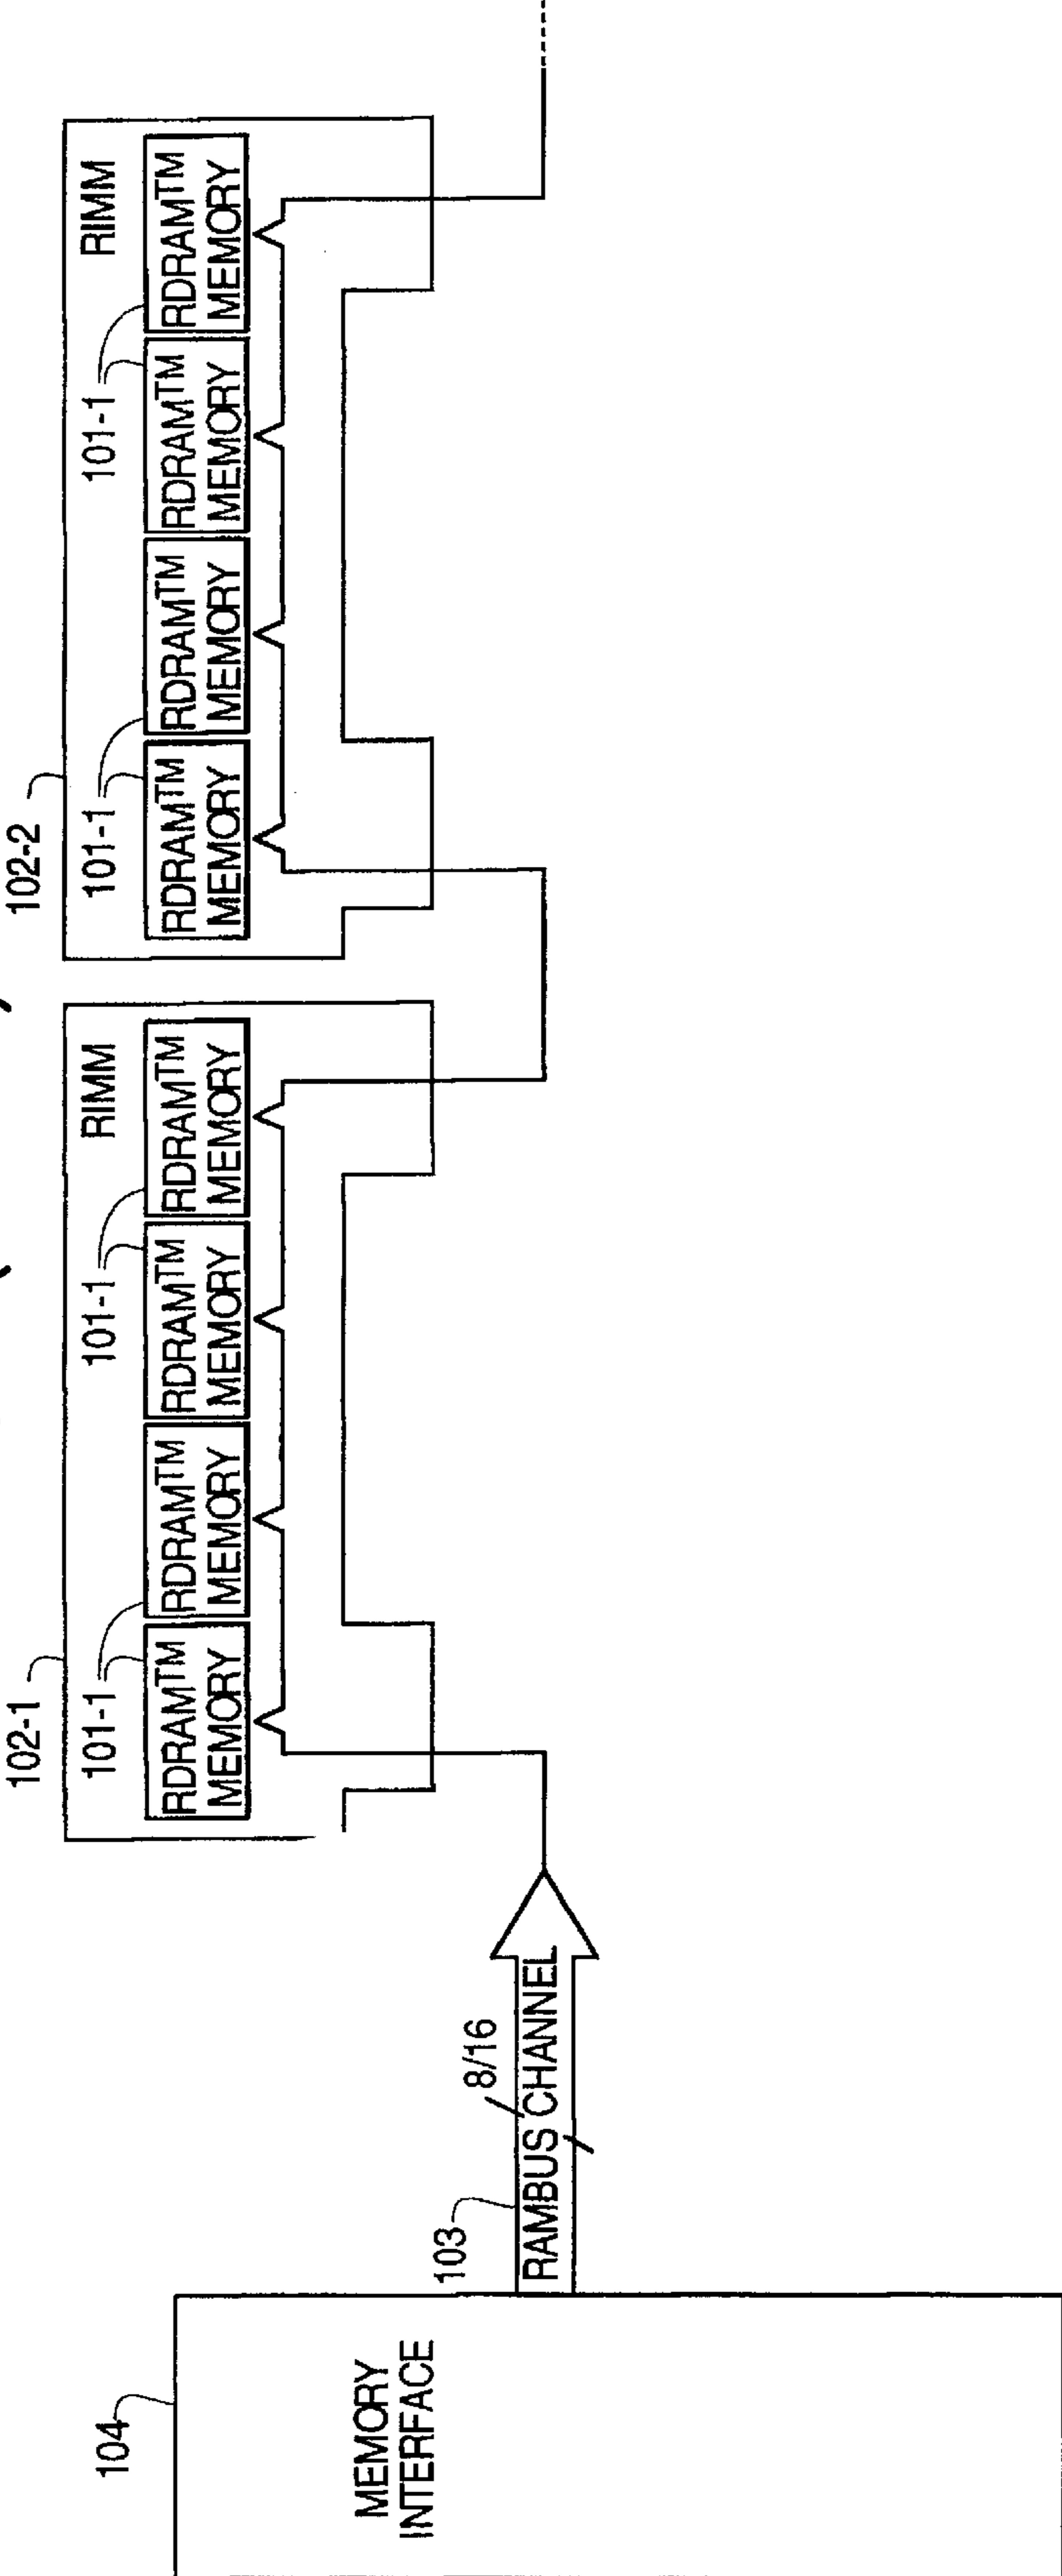 104
MEMORY
INTERFACE
103
8/16
RAMBUS CHANNEL
102-1
101-1
101-1
RIMM
RDRAM™
MEMORY
RDRAM™
MEMORY
RDRAM™
MEMORY
RDRAM™
MEMORY
102-2
101-1
101-1
RIMM
RDRAM™
MEMORY
RDRAM™
MEMORY
RDRAM™
MEMORY
RDRAM™
MEMORY